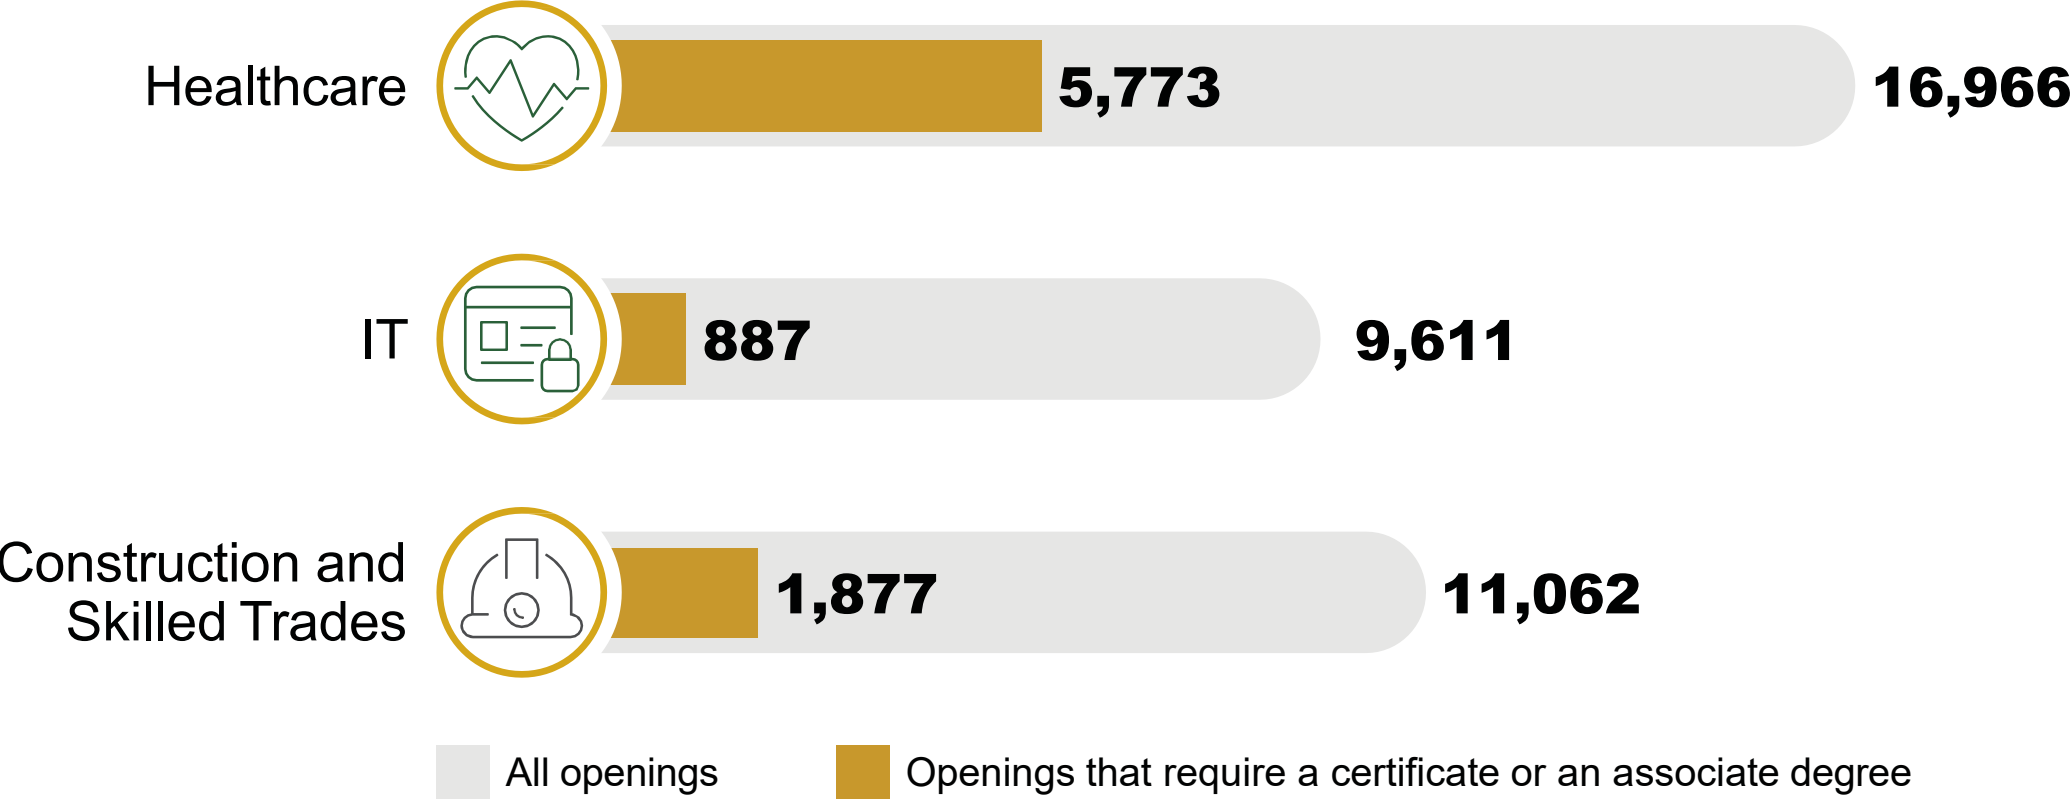 Healthcare
5,773
16,966
IT
887
9,611
Construction and
Skilled Trades
1,877
11,062
All openings
Openings that require a certificate or an associate degree